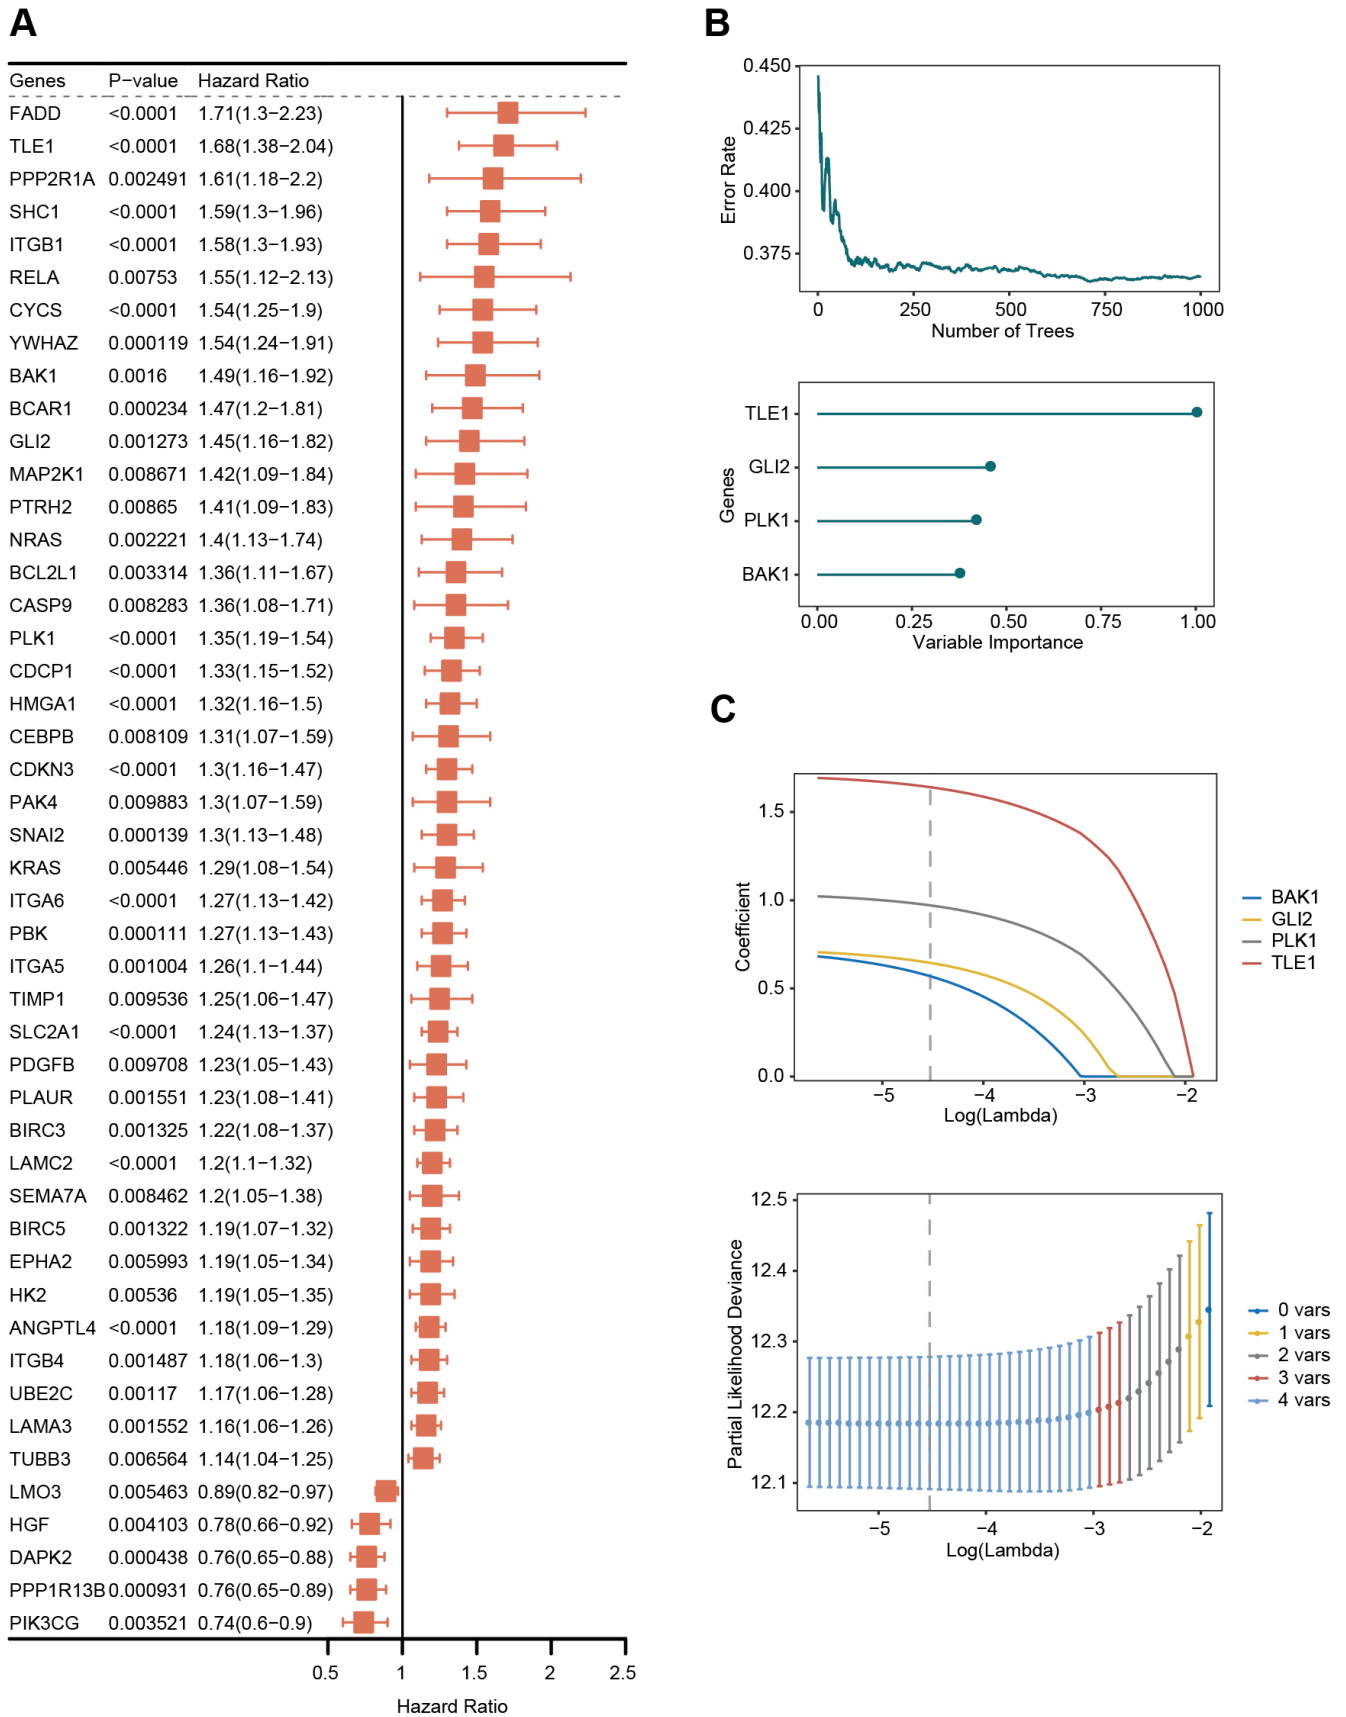 A
Genes P−value Hazard Ratio
FADD <0.0001 1.71(1.3−2.23)
TLE1 <0.0001 1.68(1.38−2.04)
PPP2R1A 0.002491 1.61(1.18−2.2)
SHC1 <0.0001 1.59(1.3−1.96)
ITGB1 <0.0001 1.58(1.3−1.93)
RELA 0.00753 1.55(1.12−2.13)
CYCS <0.0001 1.54(1.25−1.9)
YWHAZ 0.000119 1.54(1.24−1.91)
BAK1 0.0016 1.49(1.16−1.92)
BCAR1 0.000234 1.47(1.2−1.81)
GLI2 0.001273 1.45(1.16−1.82)
MAP2K1 0.008671 1.42(1.09−1.84)
PTRH2 0.00865 1.41(1.09−1.83)
NRAS 0.002221 1.4(1.13−1.74)
BCL2L1 0.003314 1.36(1.11−1.67)
CASP9 0.008283 1.36(1.08−1.71)
PLK1 <0.0001 1.35(1.19−1.54)
CDCP1 <0.0001 1.33(1.15−1.52)
HMGA1 <0.0001 1.32(1.16−1.5)
CEBPB 0.008109 1.31(1.07−1.59)
CDKN3 <0.0001 1.3(1.16−1.47)
PAK4 0.009883 1.3(1.07−1.59)
SNAI2 0.000139 1.3(1.13−1.48)
KRAS 0.005446 1.29(1.08−1.54)
ITGA6 <0.0001 1.27(1.13−1.42)
PBK 0.000111 1.27(1.13−1.43)
ITGA5 0.001004 1.26(1.1−1.44)
TIMP1 0.009536 1.25(1.06−1.47)
SLC2A1 <0.0001 1.24(1.13−1.37)
PDGFB 0.009708 1.23(1.05−1.43)
PLAUR 0.001551 1.23(1.08−1.41)
BIRC3 0.001325 1.22(1.08−1.37)
LAMC2 <0.0001 1.2(1.1−1.32)
SEMA7A 0.008462 1.2(1.05−1.38)
BIRC5 0.001322 1.19(1.07−1.32)
EPHA2 0.005993 1.19(1.05−1.34)
HK2 0.00536 1.19(1.05−1.35)
ANGPTL4 <0.0001 1.18(1.09−1.29)
ITGB4 0.001487 1.18(1.06−1.3)
UBE2C 0.00117 1.17(1.06−1.28)
LAMA3 0.001552 1.16(1.06−1.26)
TUBB3 0.006564 1.14(1.04−1.25)
LMO3 0.005463 0.89(0.82−0.97)
HGF 0.004103 0.78(0.66−0.92)
DAPK2 0.000438 0.76(0.65−0.88)
PPP1R13B 0.000931 0.76(0.65−0.89)
PIK3CG 0.003521 0.74(0.6−0.9)
0.5 1 1.5 2 2.5
Hazard Ratio
B
0.450
0.425
0.400
0.375
Error Rate
0 250 500 750 1000
Number of Trees
TLE1
GLI2
PLK1
BAK1
Genes
0.00 0.25 0.50 0.75 1.00
Variable Importance
C
1.5
1.0
0.5
0.0
Coefficient
−5 −4 −3 −2
Log(Lambda)
BAK1
GLI2
PLK1
TLE1
12.5
12.4
12.3
12.2
12.1
Partial Likelihood Deviance
−5 −4 −3 −2
Log(Lambda)
0 vars
1 vars
2 vars
3 vars
4 vars